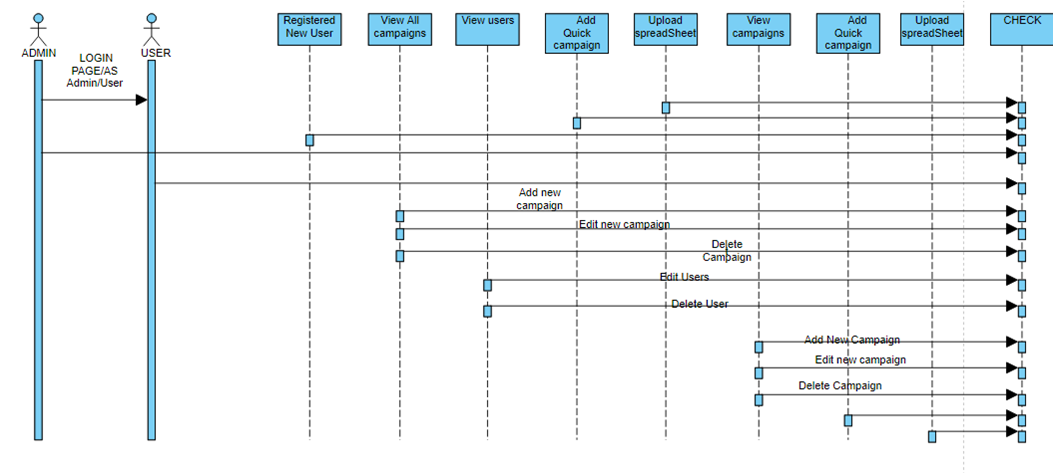 Registered
New User
View All
campaigns
View users
Add
Quick
campaign
Upload
spreadSheet
View
campaigns
Add
Quick
campaign
Upload
spreadSheet
CHECK
ADMIN
USER
LOGIN
PAGE/AS
Admin/User
Add new
campaign
Edit new campaign
Delete
Campaign
Edit Users
Delete User
Add New Campaign
Edit new campaign
Delete Campaign